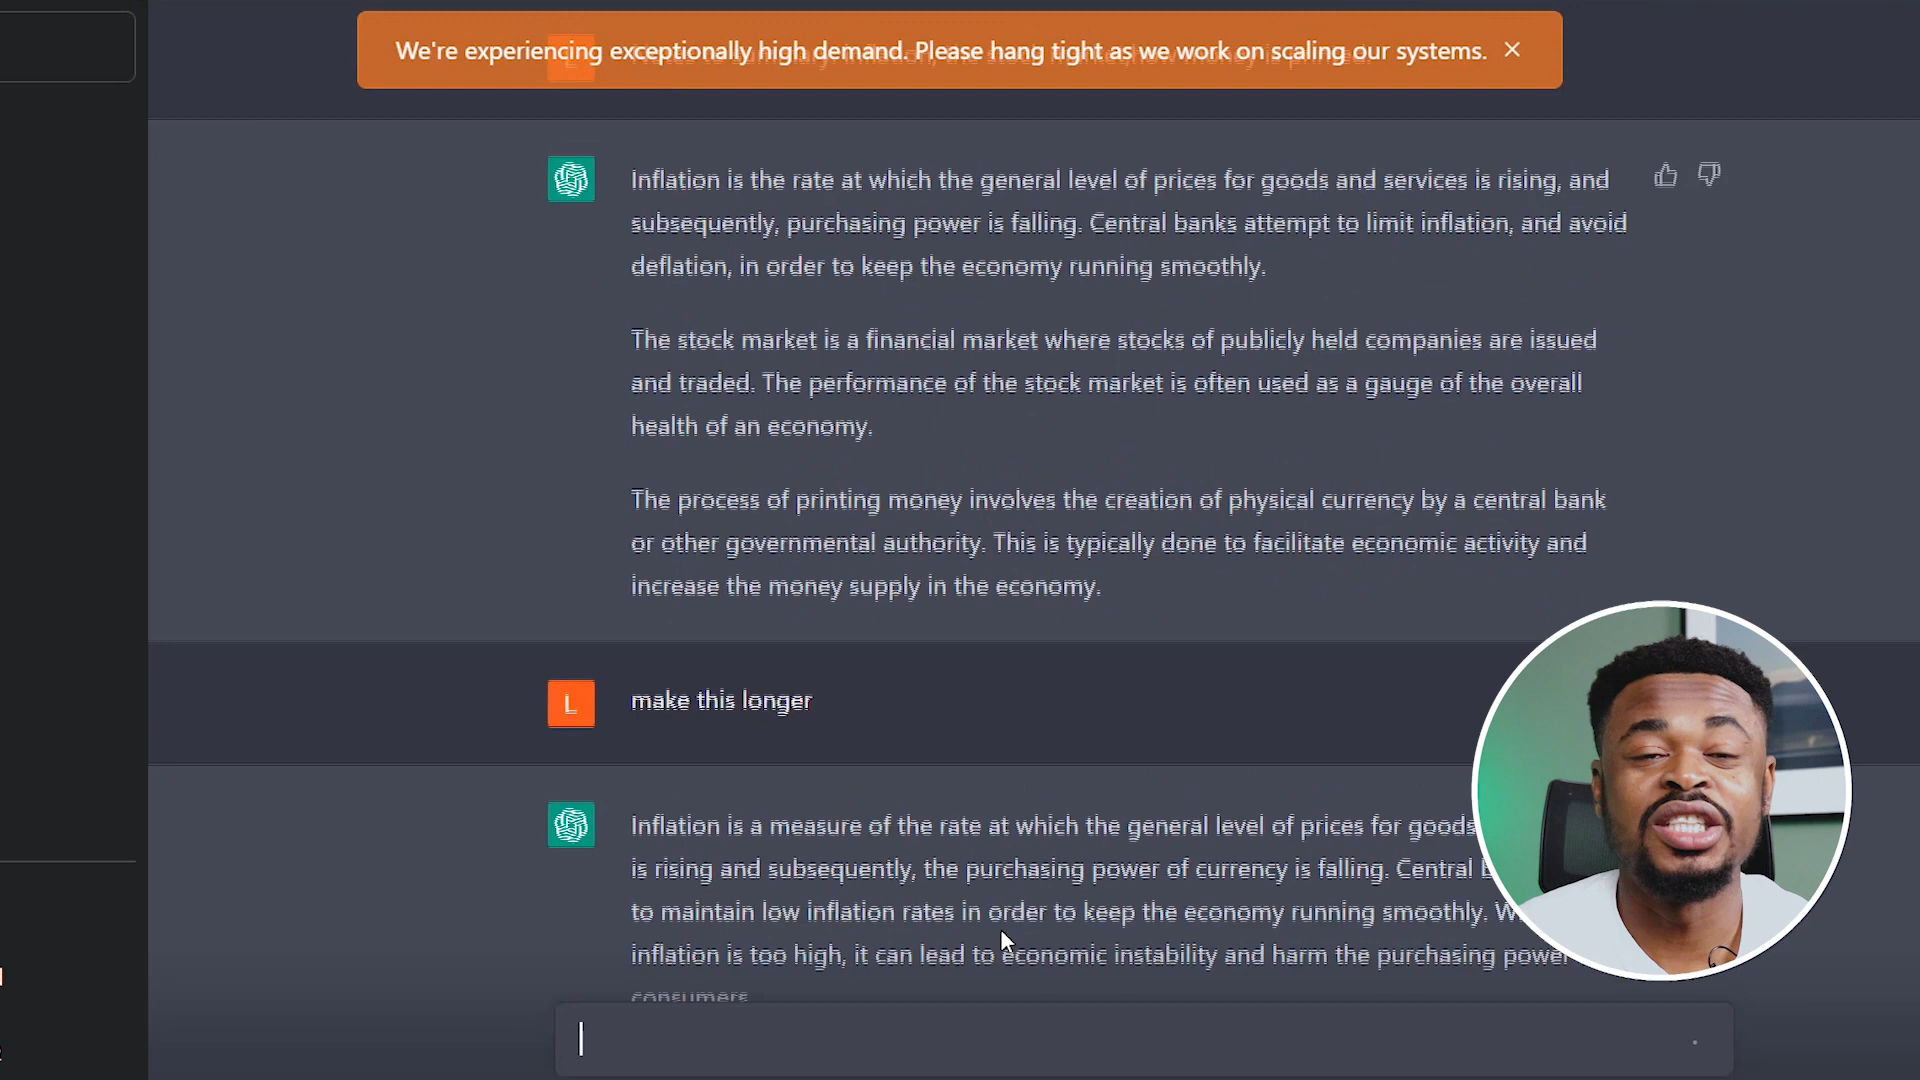 We're experiencing exceptionally high demand. Please hang tight as we work on scaling our systems. ×
Inflation is the rate at which the general level of prices for goods and services is rising, and
subsequently, purchasing power is falling. Central banks attempt to limit inflation, and avoid
deflation, in order to keep the economy running smoothly.
The stock market is a financial market where stocks of publicly held companies are issued
and traded. The performance of the stock market is often used as a gauge of the overall
health of an economy.
The process of printing money involves the creation of physical currency by a central bank
or other governmental authority. This is typically done to facilitate economic activity and
increase the money supply in the economy.
L
make this longer
Inflation is a measure of the rate at which the general level of prices for goods
is rising and subsequently, the purchasing power of currency is falling. Central
to maintain low inflation rates in order to keep the economy running smoothly.
inflation is too high, it can lead to economic instability and harm the purchasing power
consumers